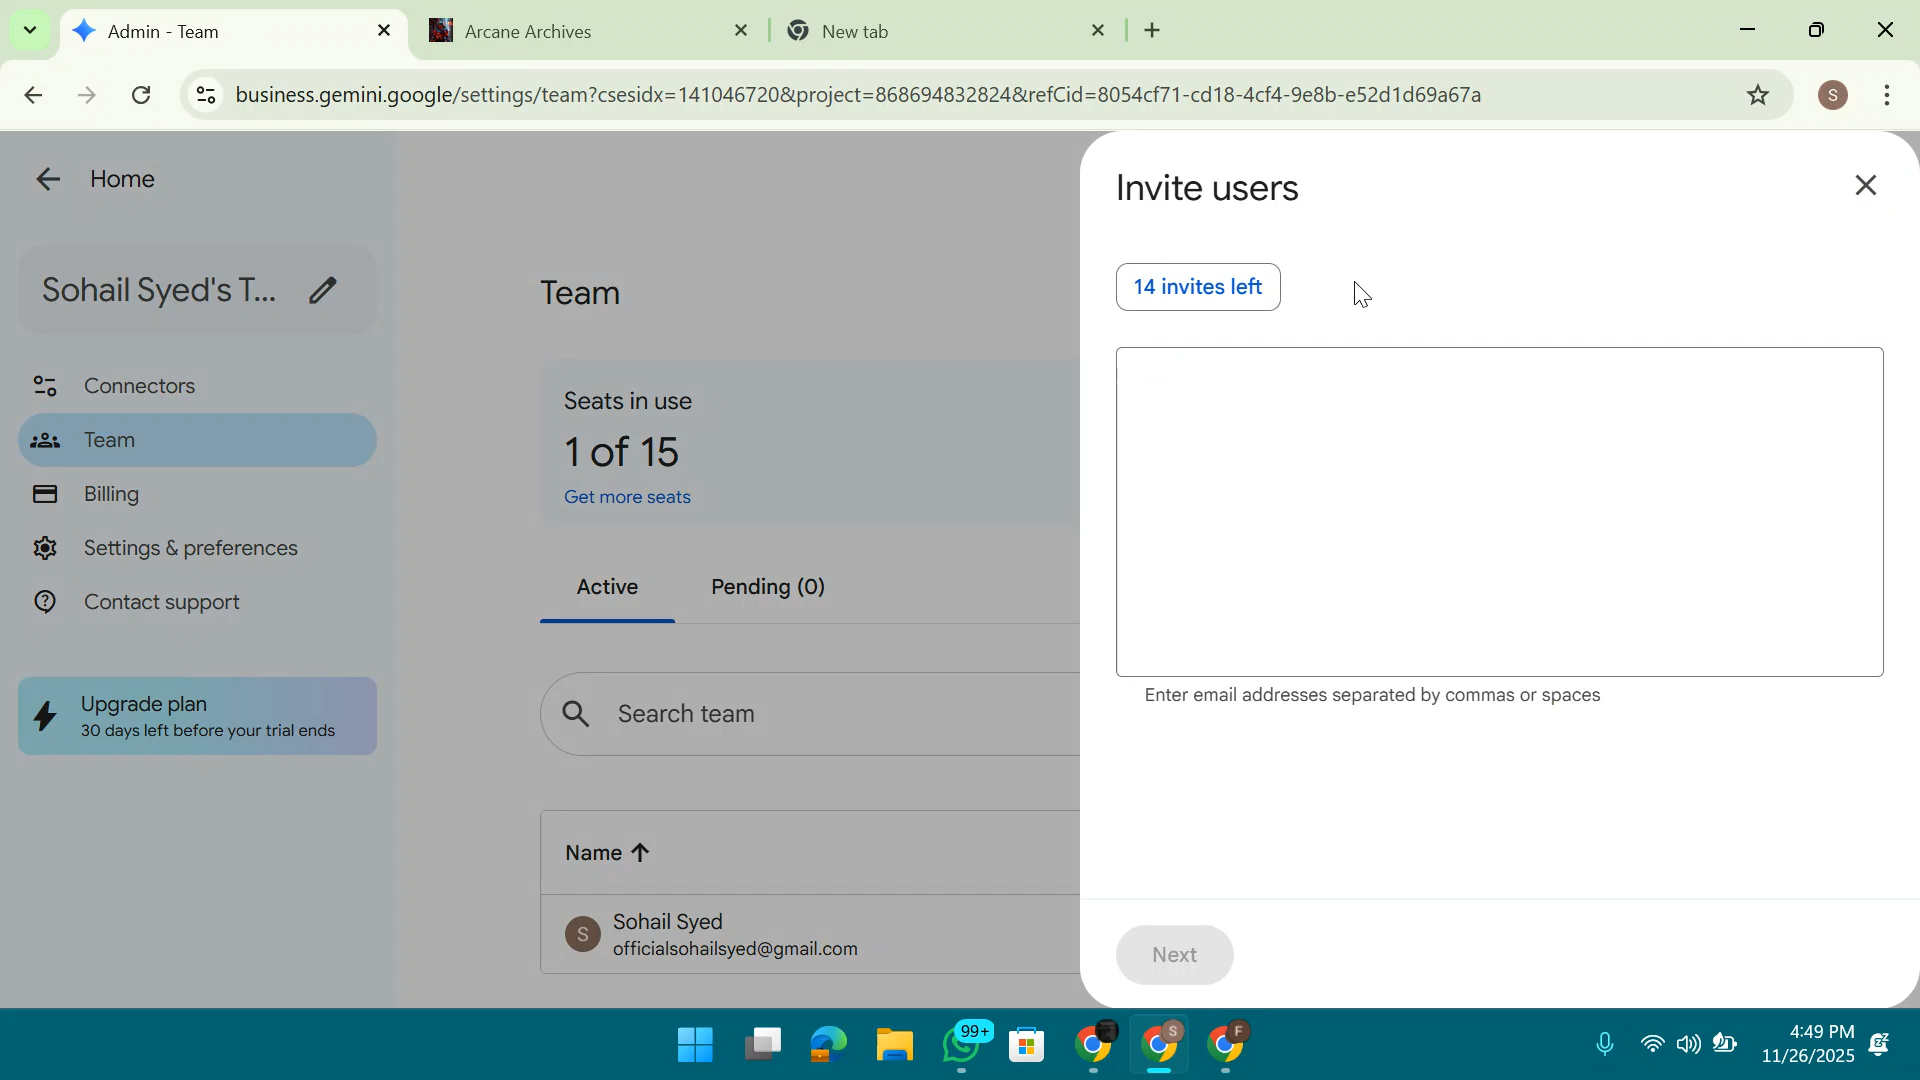 Admin - Team
Arcane Archives
New tab
business.gemini.google/settings/team?csesidx=141046720&project=868694832824&refCid=8054cf71-cd18-4cf4-9e8b-e52d1d69a67a
S
Home
Sohail Syed's T...
Connectors
Team
Billing
Settings & preferences
Contact support
Upgrade plan
30 days left before your trial ends
Team
Seats in use
1 of 15
Get more seats
Active
Pending (0)
Search team
Name
S
Sohail Syed
officialsohailsyed@gmail.com
Invite users
14 invites left
Enter email addresses separated by commas or spaces
Next
99+
S
F
4:49 PM
11/26/2025